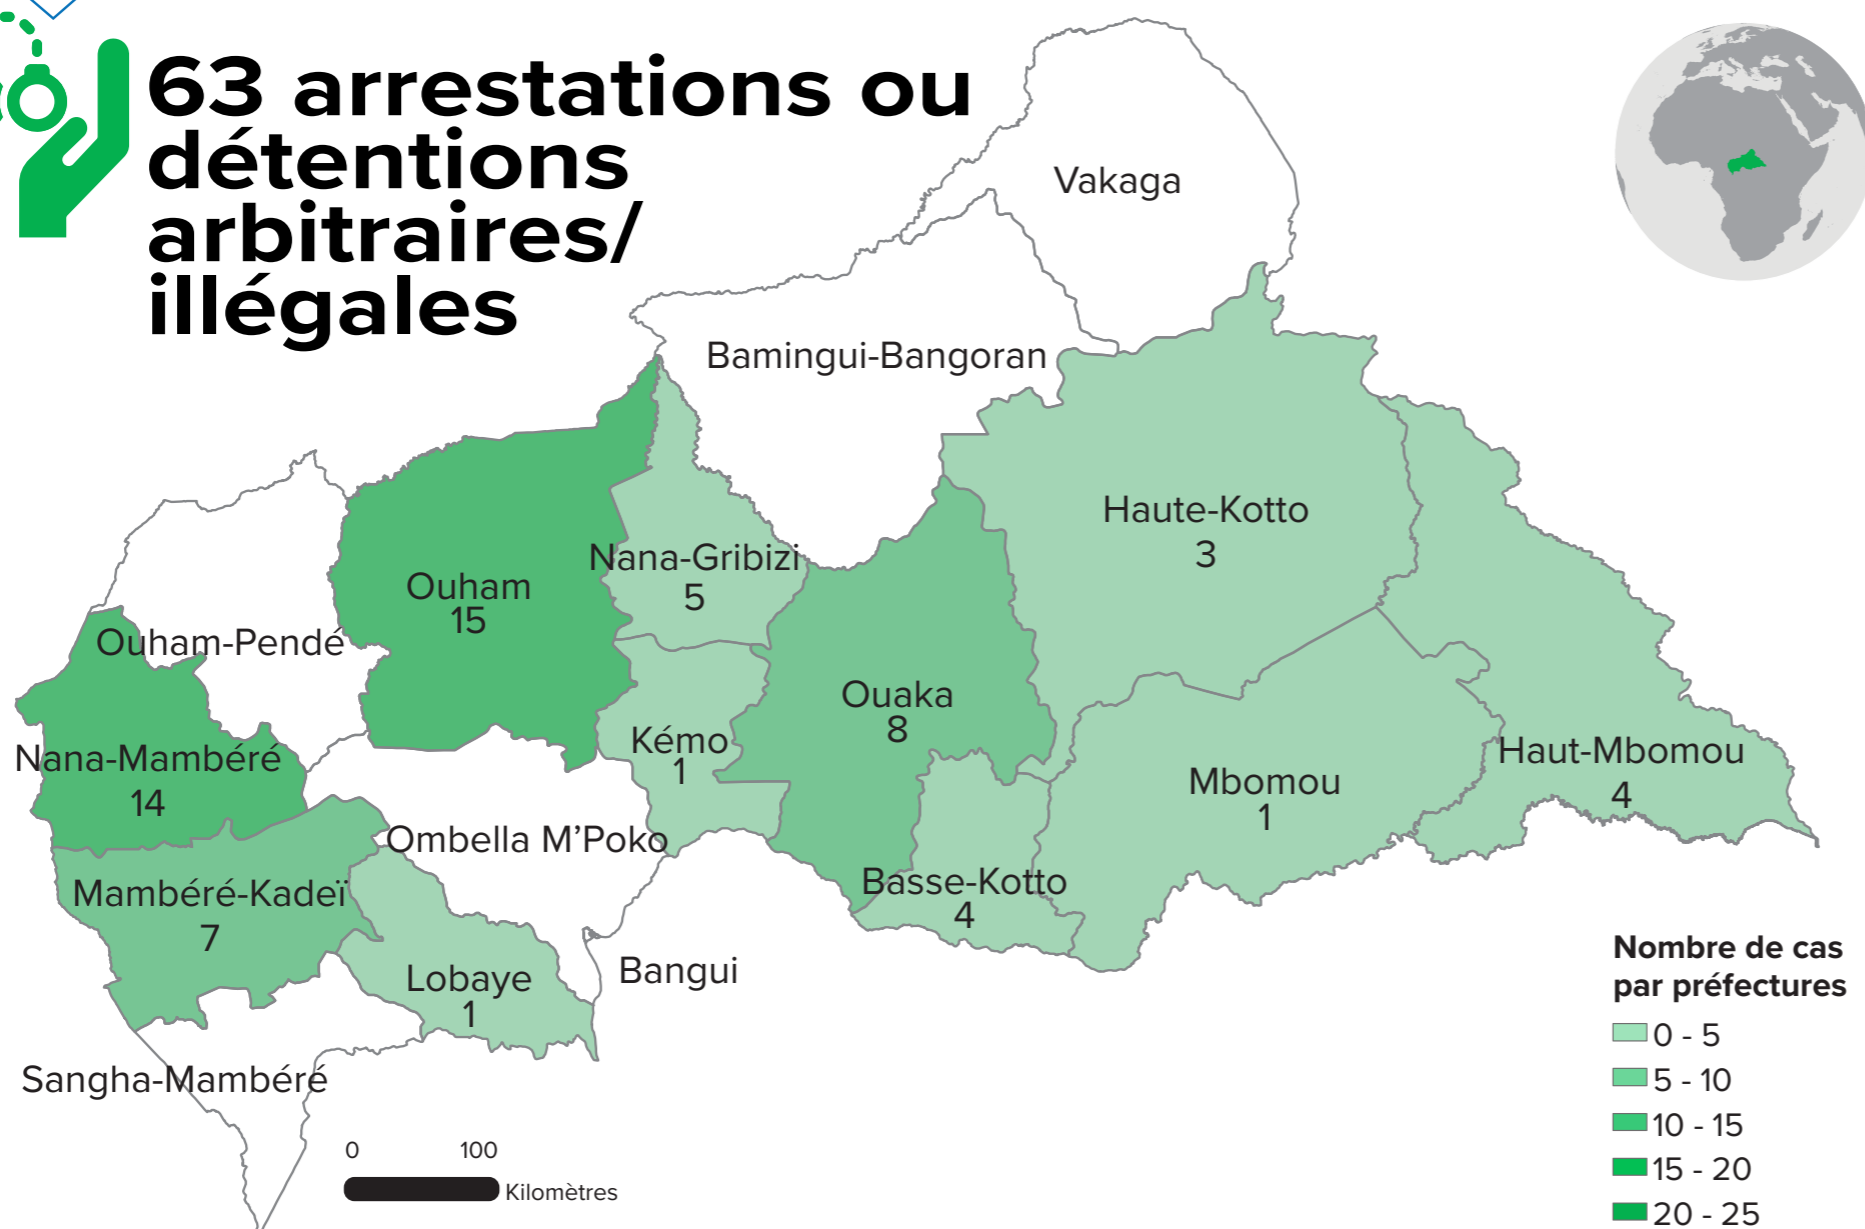 63 arrestations ou
détentions
arbitraires/
illégales
Vakaga
Bamingui-Bangoran
Haute-Kotto
3
Nana-Gribizi
5
Ouham
15
Ouham-Pendé
Ouaka
8
Kémo
1
Nana-Mambéré
14
Haut-Mbomou
4
Mbomou
1
Ombella M’Poko
Mambéré-Kadeï
7
Basse-Kotto
4
Lobaye
1
Bangui
Sangha-Mambéré
0 100
Kilomètres
Nombre de cas
par préfectures
0 - 5
5 - 10
10 - 15
15 - 20
20 - 25